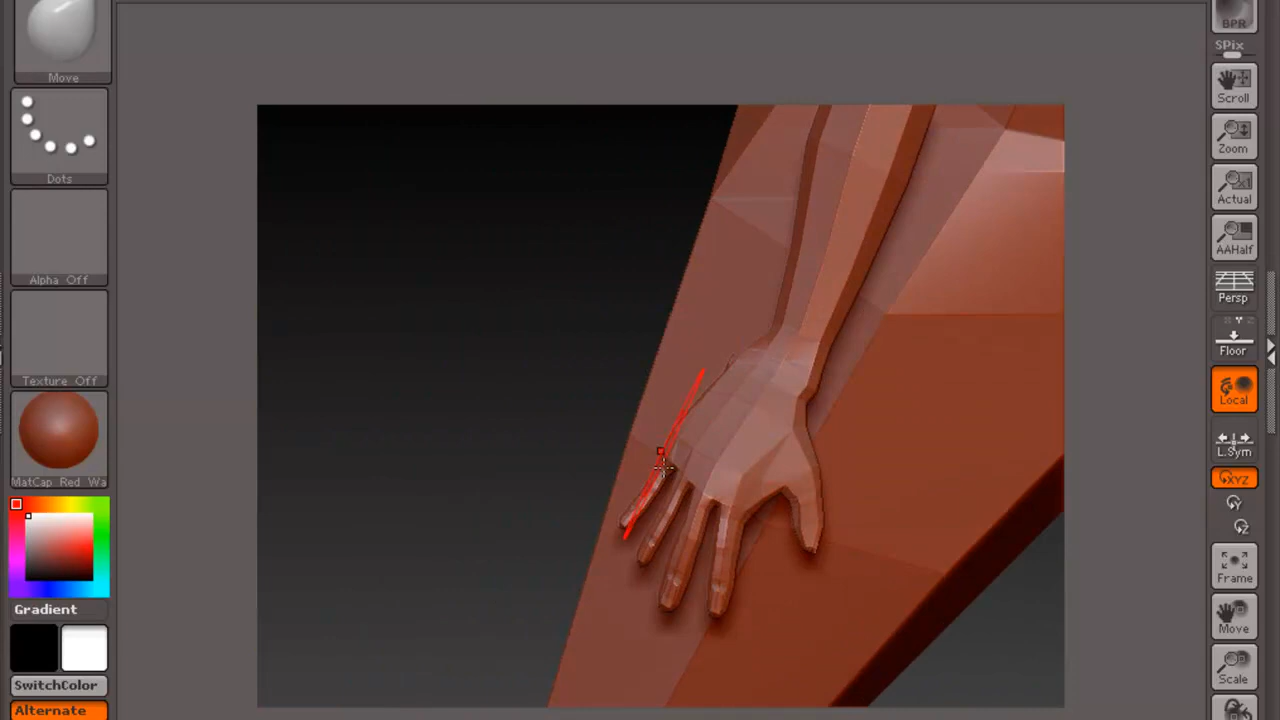 Move
Dots
Alpha Off
Texture Off
MatCap Red Wa
Gradient
SwitchColor
Alternate
BPR
SPix
Scroll
Zoom
Actual
AAHalf
Persp
Floor
Local
L.Sym
XYZ
Frame
Move
Scale